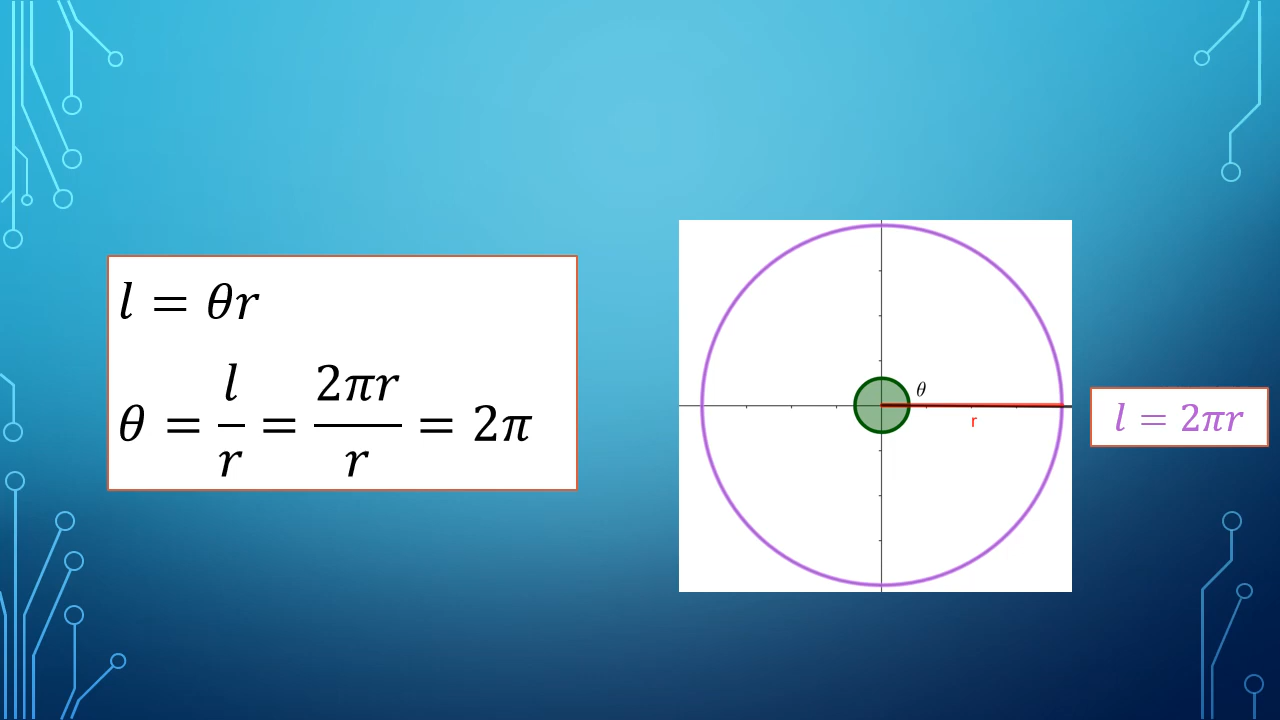 l = θr
θ = l/r = 2πr/r = 2π
θ
r
l = 2πr